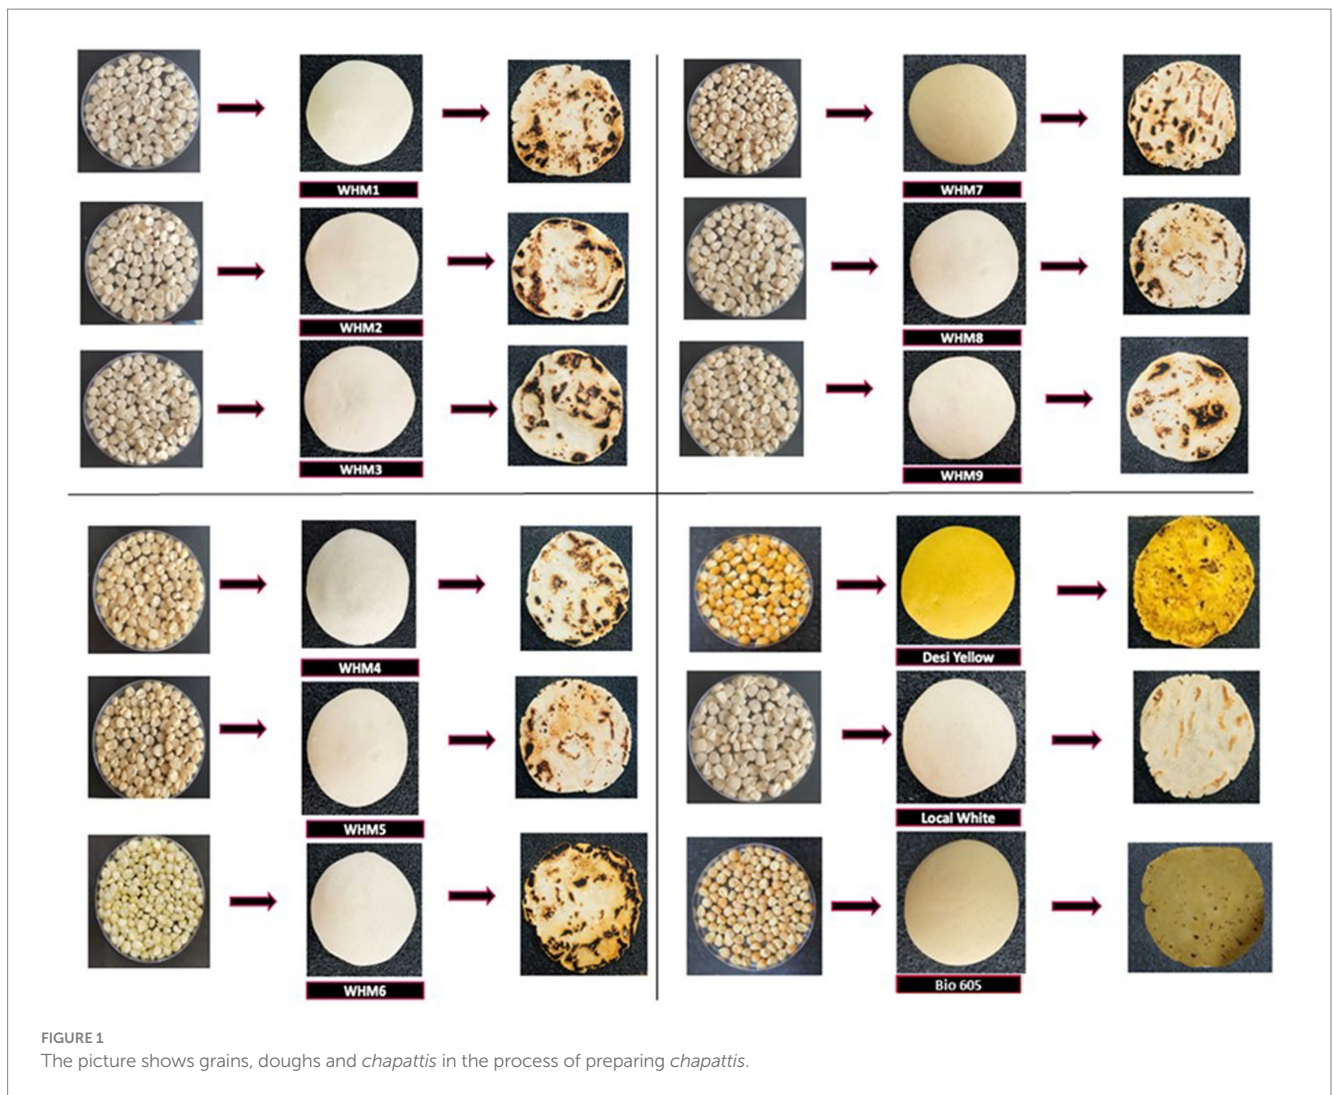 WHM1
WHM2
WHM3
WHM7
WHM8
WHM9
WHM4
WHM5
WHM6
Desi Yellow
Local White
Bio 605
FIGURE 1
The picture shows grains, doughs and chapattis in the process of preparing chapattis.